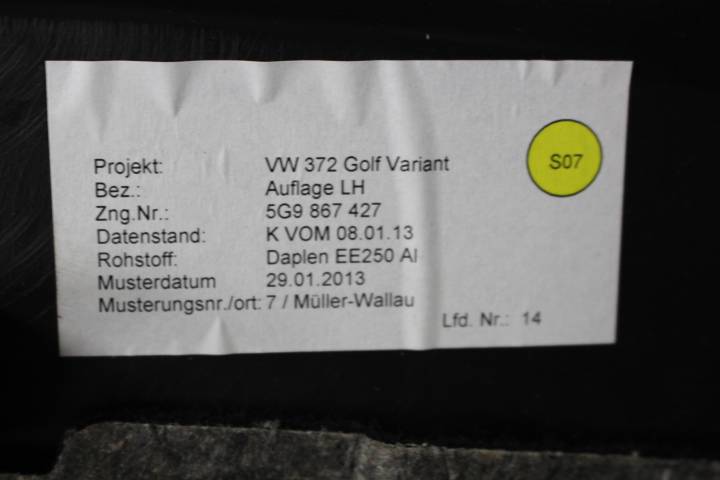 S07
Projekt: VW 372 Golf Variant
Bez.: Auflage LH
Zng.Nr.: 5G9 867 427
Datenstand: K VOM 08.01.13
Rohstoff: Daplen EE250 AI
Musterdatum 29.01.2013
Musterungsnr./ort: 7 / Müller-Wallau
Lfd. Nr.: 14